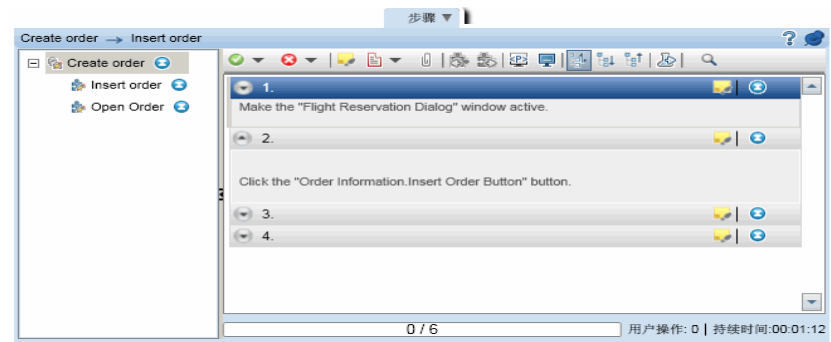 步骤 ▼
Create order → Insert order
Create order
Insert order
Open Order
1.
Make the "Flight Reservation Dialog" window active.
2.
Click the "Order Information.Insert Order Button" button.
3.
4.
0 / 6
用户操作: 0 | 持续时间:00:01:12